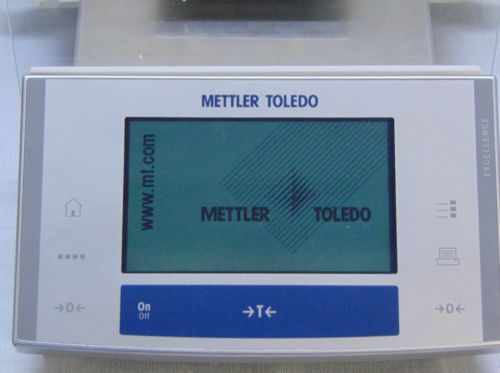 METTLER TOLEDO
EXCELLENCE
www.mt.com
METTLER TOLEDO
On
Off
→0←
→T←
→0←